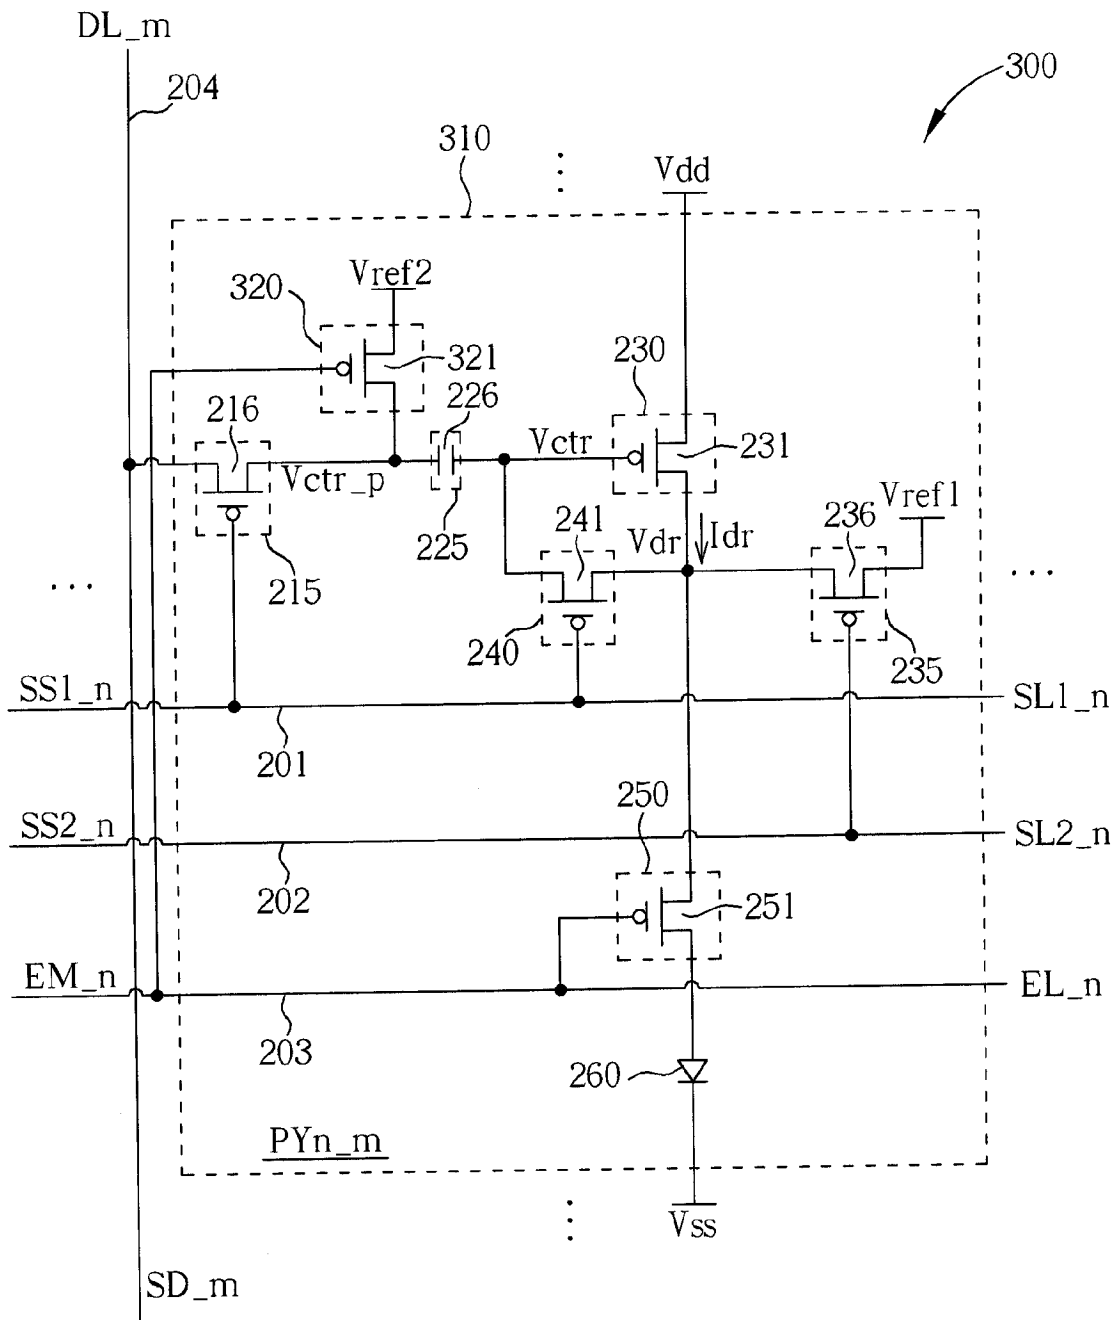 DL_m
204
300
310
Vdd
Vref2
320
321
230
226
216
Vctr
231
Vctr_p
Vref1
225
241
Vdr
Idr
236
215
240
235
SS1_n
SL1_n
201
250
SS2_n
SL2_n
202
251
EM_n
EL_n
203
260
PYn_m
Vss
SD_m